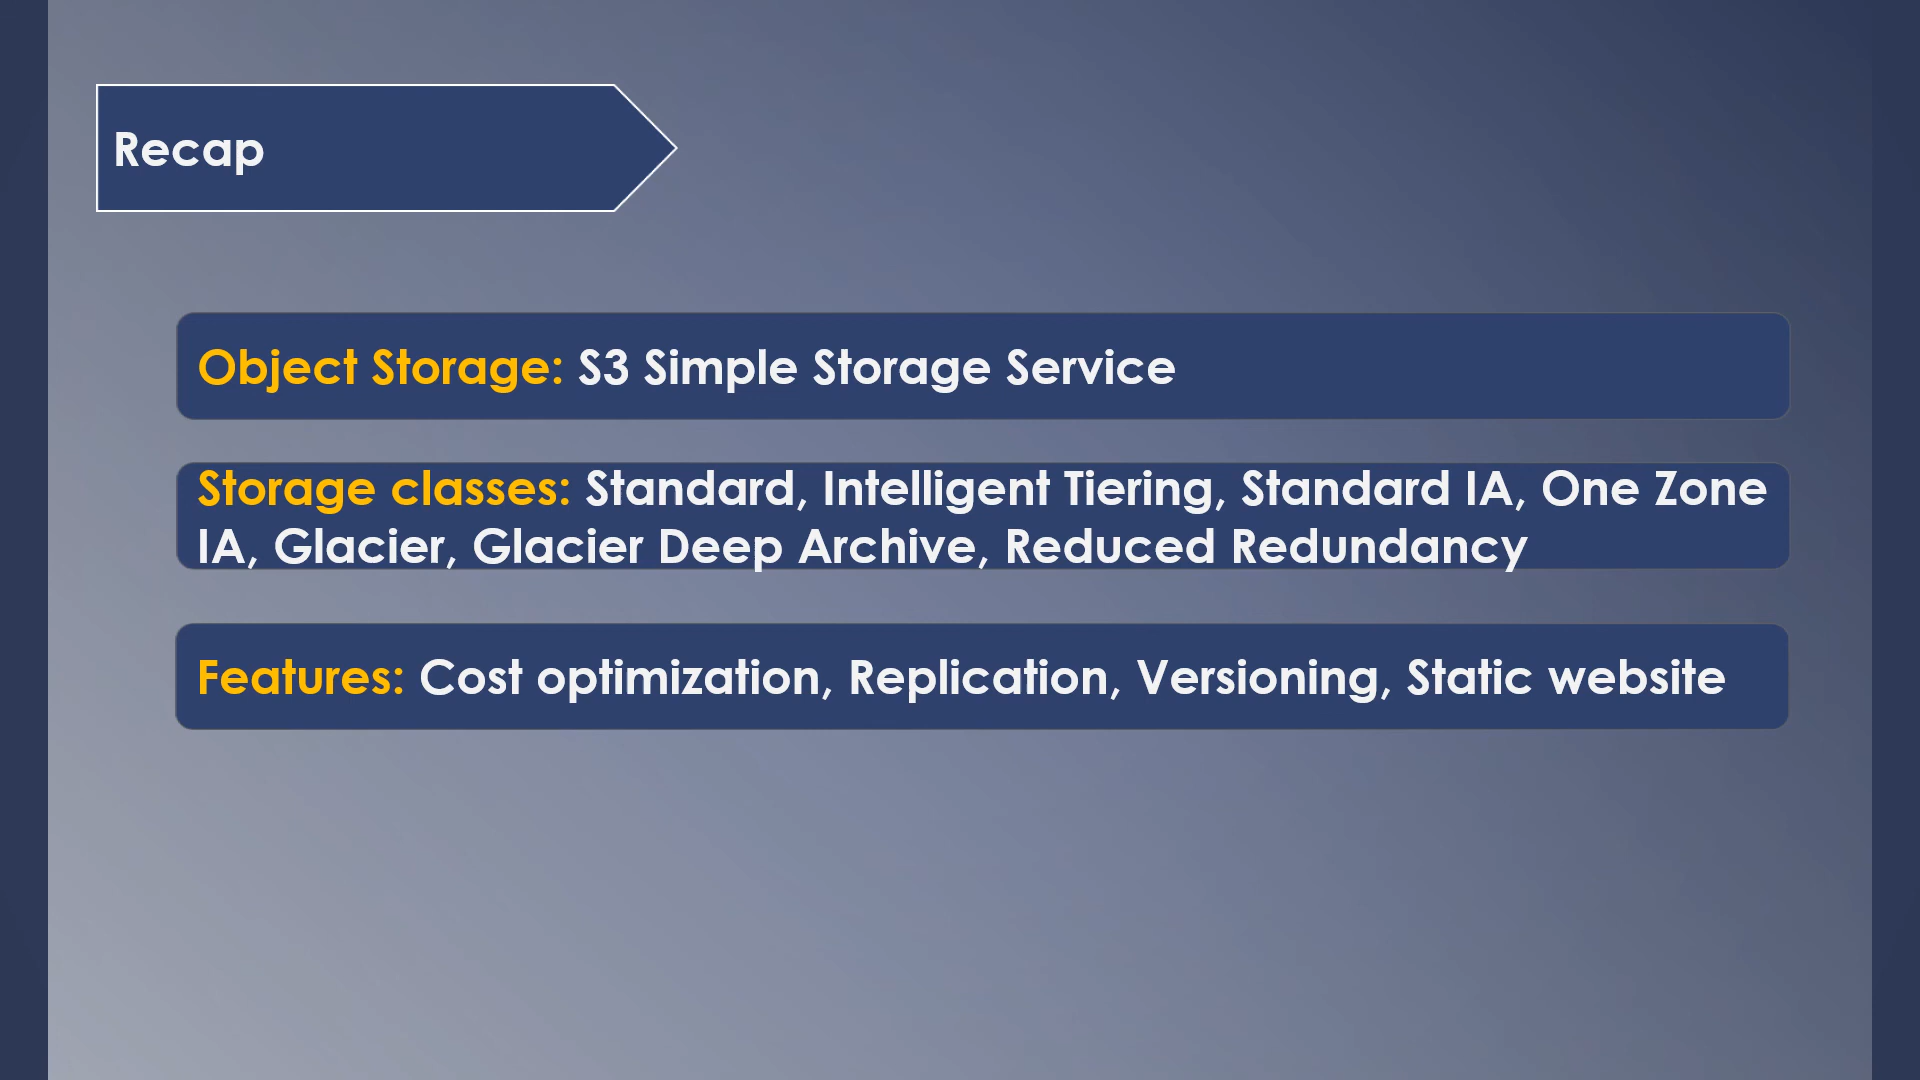 Recap
Object Storage: S3 Simple Storage Service
Storage classes: Standard, Intelligent Tiering, Standard IA, One Zone
IA, Glacier, Glacier Deep Archive, Reduced Redundancy
Features: Cost optimization, Replication, Versioning, Static website